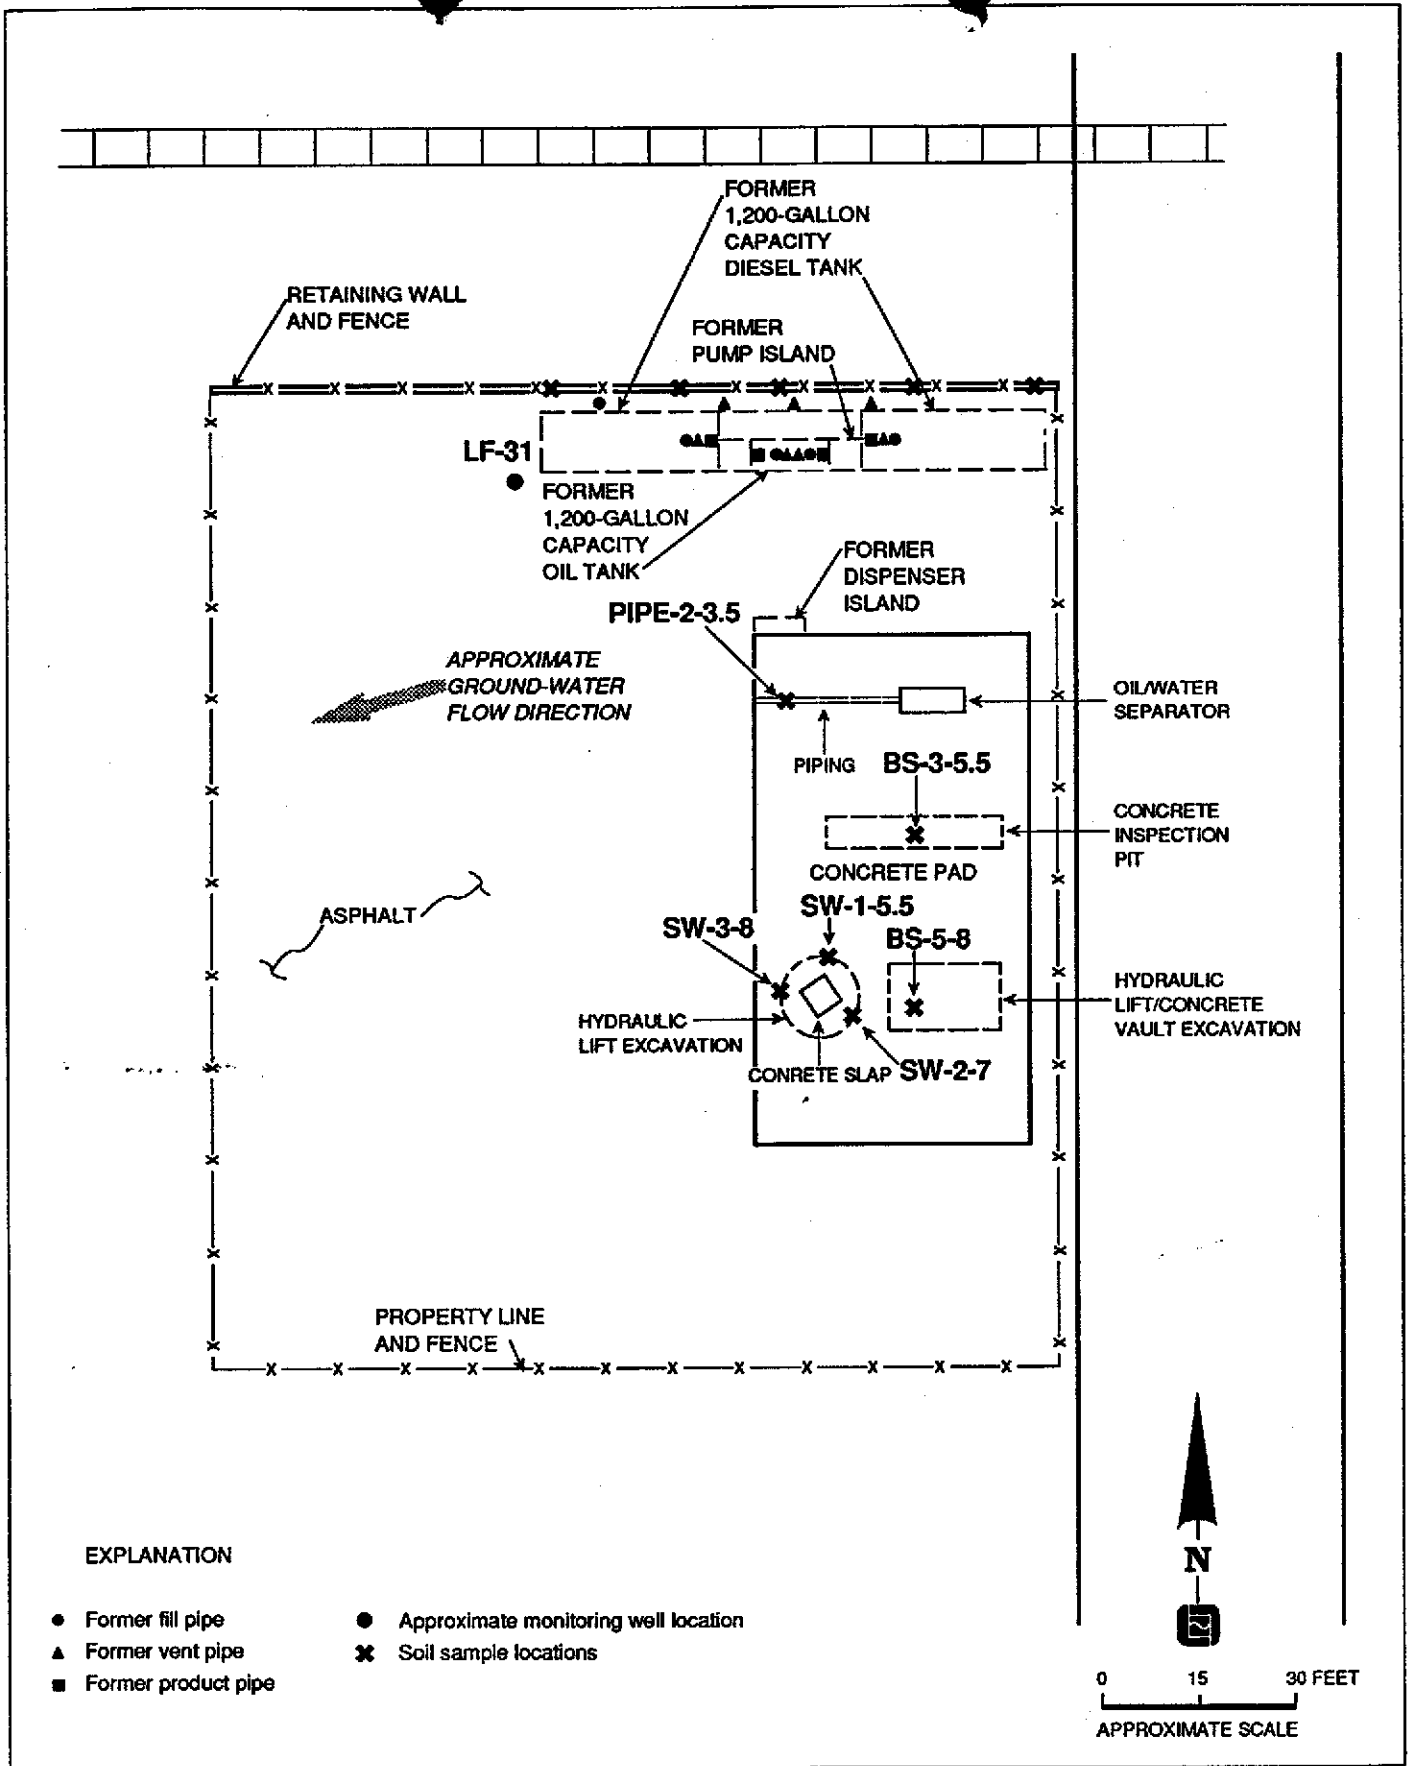 FORMER
1,200-GALLON
CAPACITY
DIESEL TANK
RETAINING WALL
AND FENCE
FORMER
PUMP ISLAND
LF-31
FORMER
1,200-GALLON
CAPACITY
OIL TANK
FORMER
DISPENSER
ISLAND
PIPE-2-3.5
APPROXIMATE
GROUND-WATER
FLOW DIRECTION
OIL/WATER
SEPARATOR
PIPING
BS-3-5.5
CONCRETE
INSPECTION
PIT
CONCRETE PAD
ASPHALT
SW-1-5.5
SW-3-8
BS-5-8
HYDRAULIC
LIFT/CONCRETE
VAULT EXCAVATION
HYDRAULIC
LIFT EXCAVATION
CONRETE SLAP
SW-2-7
PROPERTY LINE
AND FENCE
N
EXPLANATION
Former fill pipe
Former vent pipe
Former product pipe
Approximate monitoring well location
Soil sample locations
0 15 30 FEET
APPROXIMATE SCALE